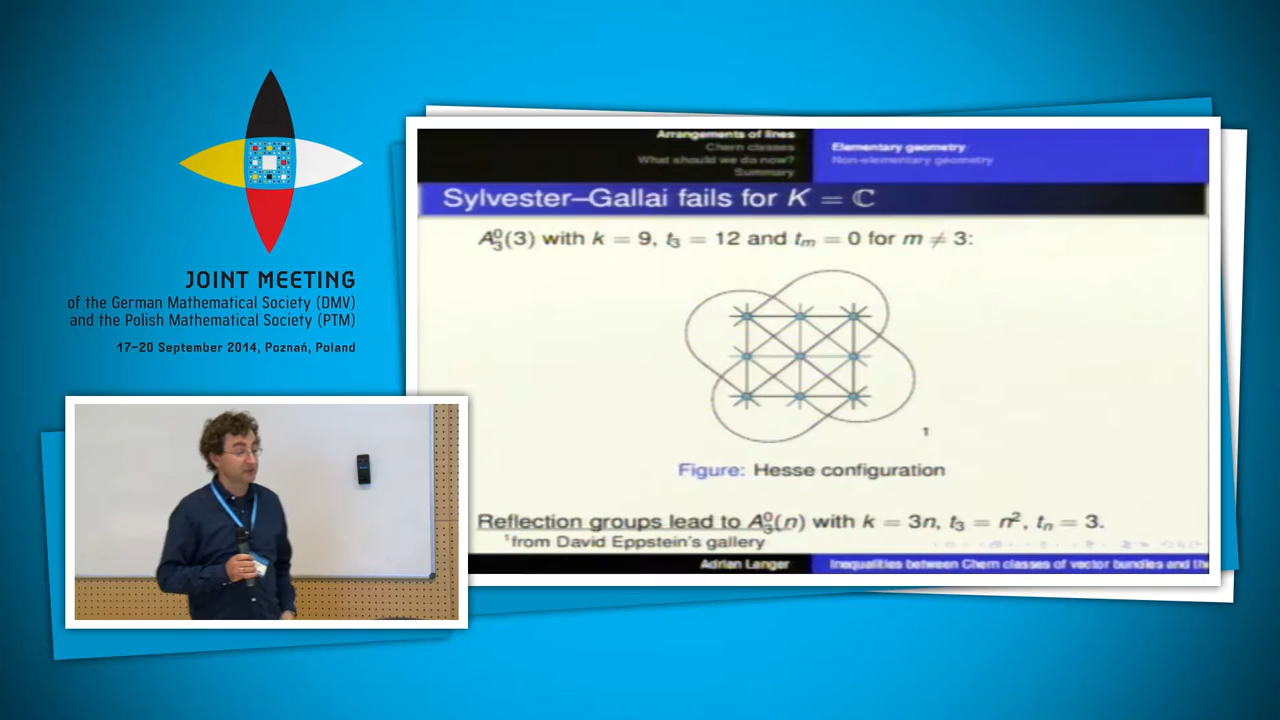 JOINT MEETING
of the German Mathematical Society (DMV)
and the Polish Mathematical Society (PTM)
17–20 September 2014, Poznań, Poland
Arrangements of lines
Chern classes
What should we do now?
Summary
Elementary geometry
Non-elementary geometry
Sylvester–Gallai fails for K = ℂ
A⁰₃(3) with k = 9, t₃ = 12 and tₘ = 0 for m ≠ 3:
1
Figure: Hesse configuration
Reflection groups lead to A⁰₃(n) with k = 3n, t₃ = n², tₙ = 3.
¹from David Eppstein's gallery
Adrian Langer
Inequalities between Chern classes of vector bundles and th